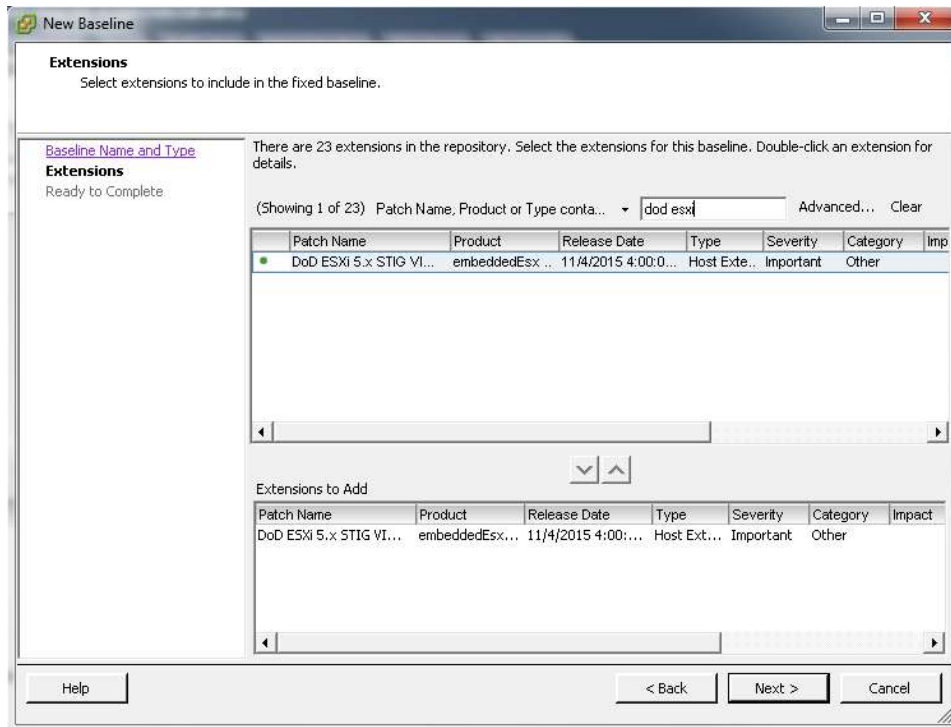 New Baseline
Extensions
Select extensions to include in the fixed baseline.
Baseline Name and Type
Extensions
Ready to Complete
There are 23 extensions in the repository. Select the extensions for this baseline. Double-click an extension for
details.
(Showing 1 of 23) Patch Name, Product or Type conta... dod esxi Advanced... Clear
Patch Name Product Release Date Type Severity Category Imp
DoD ESXi 5.x STIG VI... embeddedEsx ... 11/4/2015 4:00:0... Host Exte... Important Other
Extensions to Add
Patch Name Product Release Date Type Severity Category Impact
DoD ESXi 5.x STIG VI... embeddedEsx... 11/4/2015 4:00:... Host Ext... Important Other
Help < Back Next > Cancel